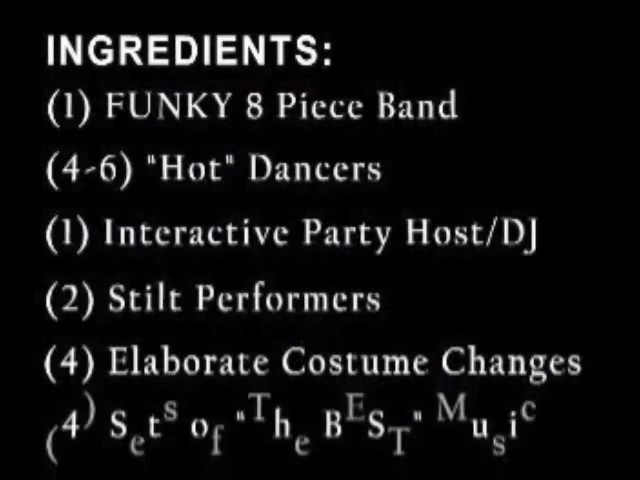 INGREDIENTS:
(1) FUNKY 8 Piece Band
(4-6) "Hot" Dancers
(1) Interactive Party Host/DJ
(2) Stilt Performers
(4) Elaborate Costume Changes
(4) Sets of "The BEST" Music